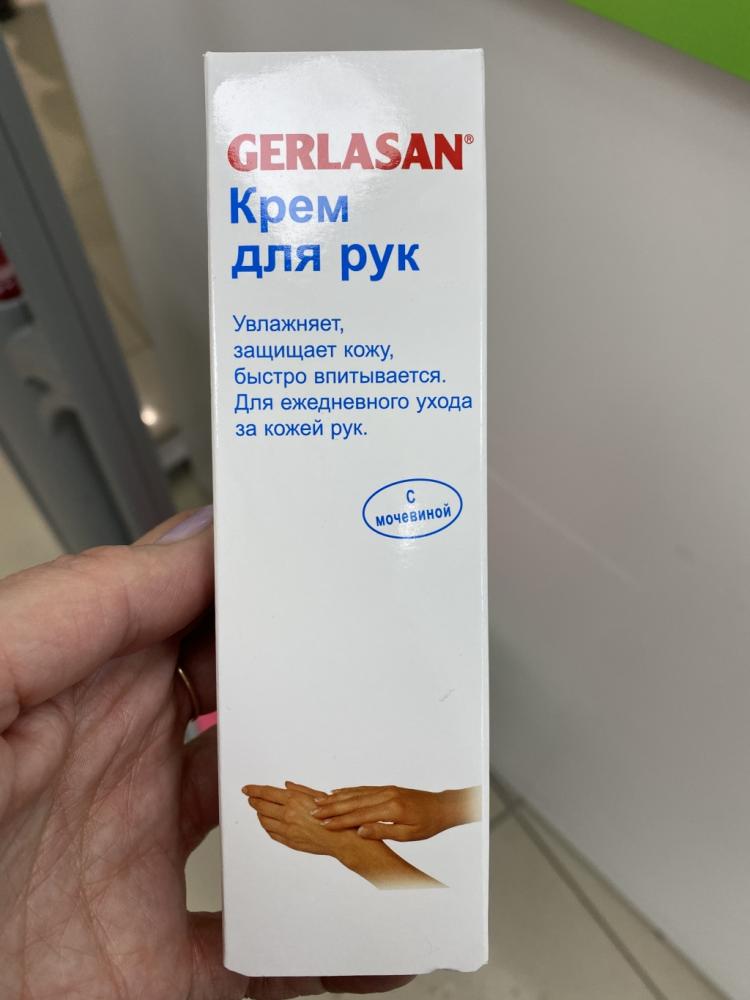 GERLASAN®
Крем
для рук
Увлажняет,
защищает кожу,
быстро впитывается.
Для ежедневного ухода
за кожей рук.
С
мочевиной